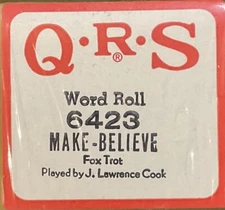 Q·R·S®
Word Roll
6423
MAKE-BELIEVE
Fox Trot
Played by J. Lawrence Cook